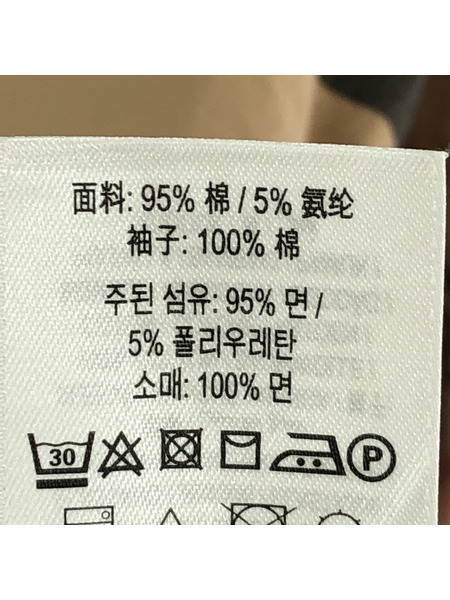 面料: 95% 棉 / 5% 氨纶
袖子: 100% 棉
주된 섬유: 95% 면 /
5% 폴리우레탄
소매: 100% 면
30 P